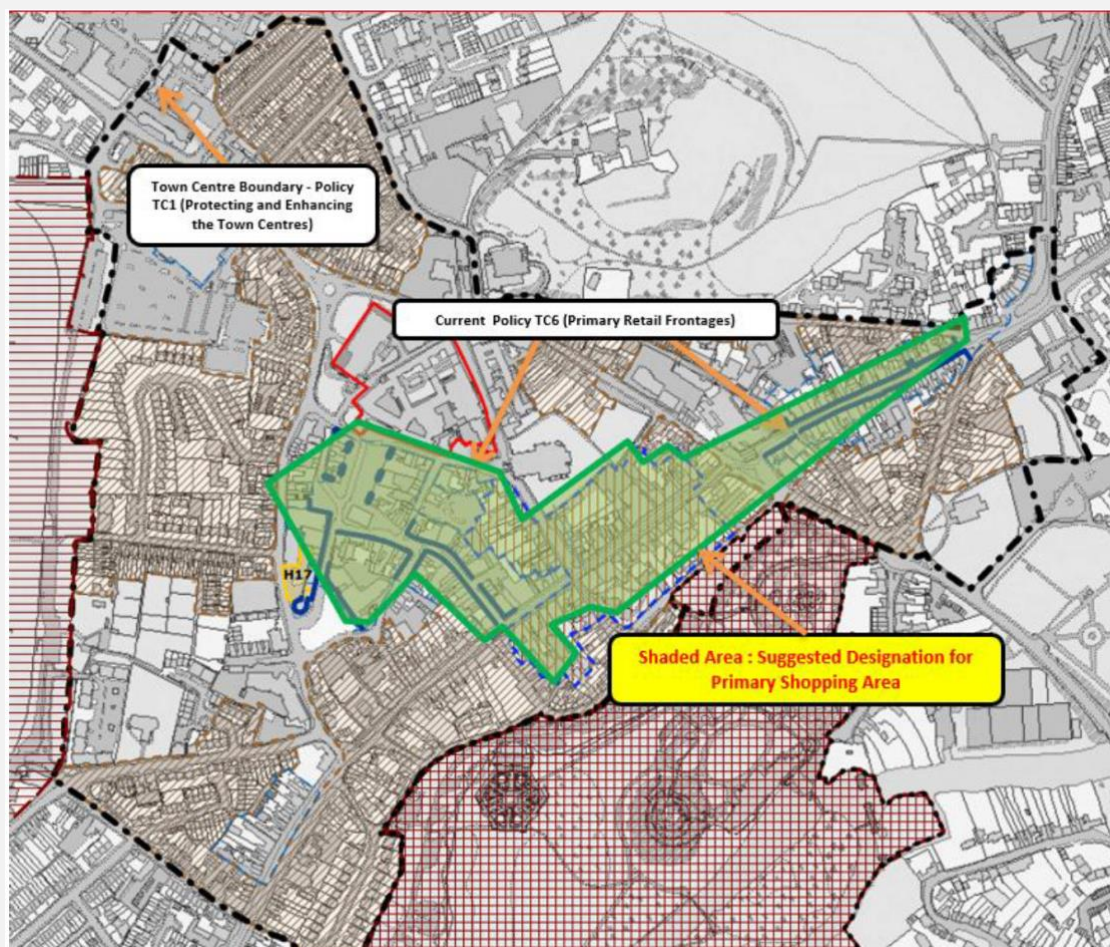 Town Centre Boundary - Policy
TC1 (Protecting and Enhancing
the Town Centres)
Current Policy TC6 (Primary Retail Frontages)
H17
Shaded Area : Suggested Designation for
Primary Shopping Area